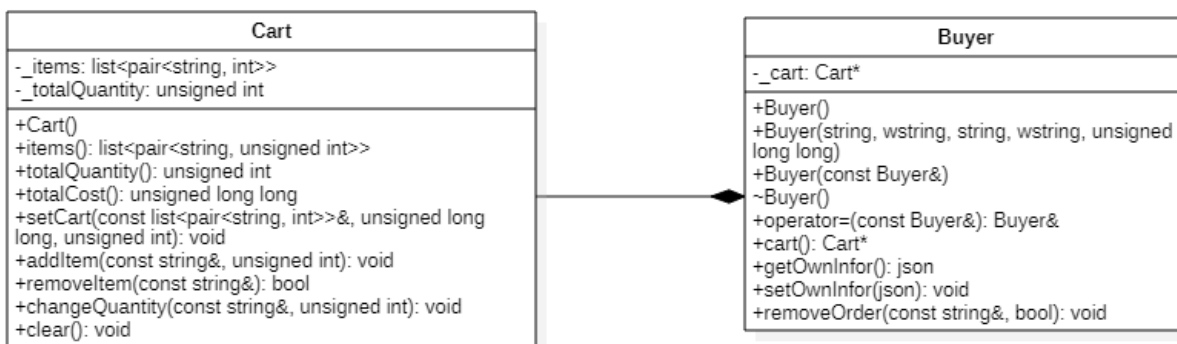 Cart
-_items: list<pair<string, int>>
-_totalQuantity: unsigned int
+Cart()
+items(): list<pair<string, unsigned int>>
+totalQuantity(): unsigned int
+totalCost(): unsigned long long
+setCart(const list<pair<string, int>>&, unsigned long
long, unsigned int): void
+addItem(const string&, unsigned int): void
+removeItem(const string&): bool
+changeQuantity(const string&, unsigned int): void
+clear(): void
Buyer
-_cart: Cart*
+Buyer()
+Buyer(string, wstring, string, wstring, unsigned
long long)
+Buyer(const Buyer&)
~Buyer()
+operator=(const Buyer&): Buyer&
+cart(): Cart*
+getOwnInfor(): json
+setOwnInfor(json): void
+removeOrder(const string&, bool): void